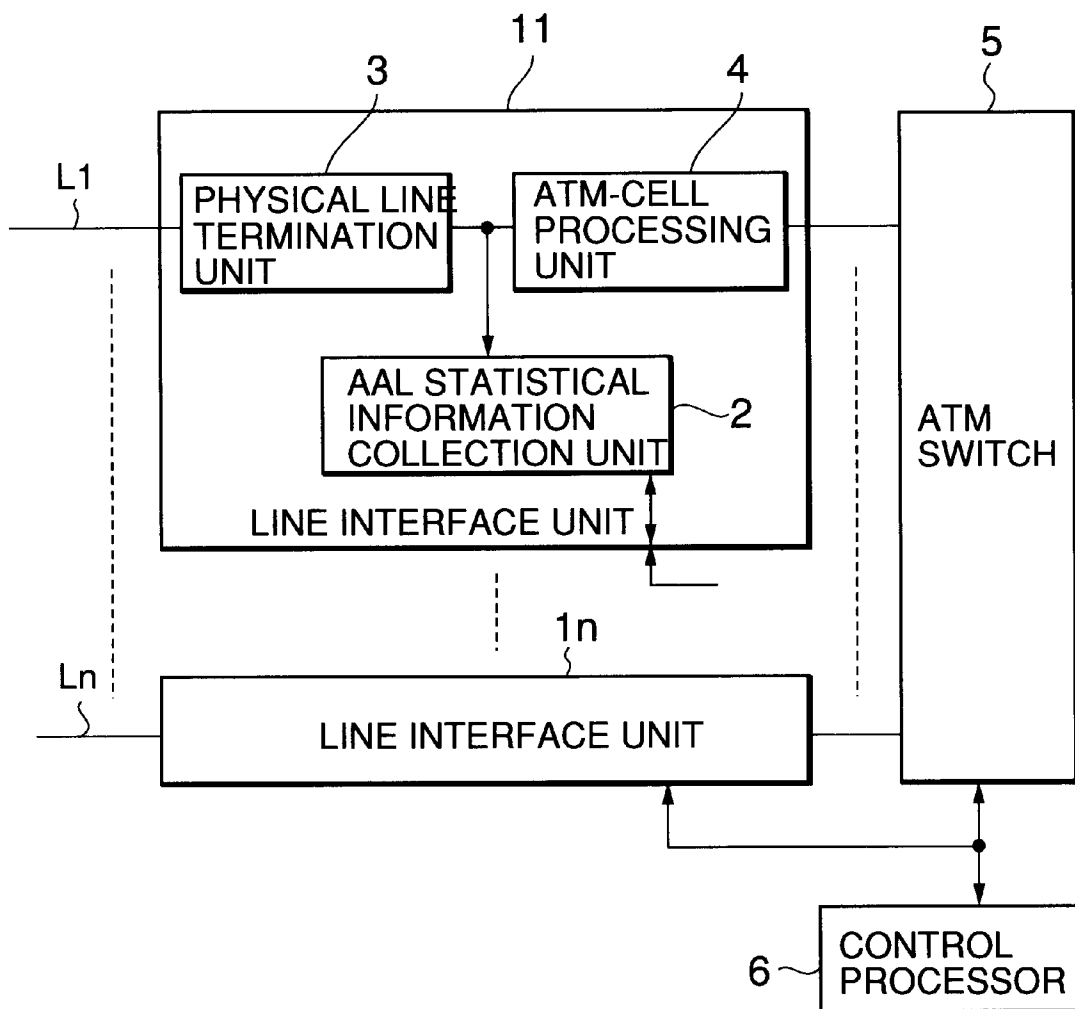 11
3
4
5
L1
PHYSICAL LINE
TERMINATION
UNIT
ATM-CELL
PROCESSING
UNIT
AAL STATISTICAL
INFORMATION
COLLECTION UNIT
2
ATM
SWITCH
LINE INTERFACE UNIT
1n
Ln
LINE INTERFACE UNIT
6
CONTROL
PROCESSOR